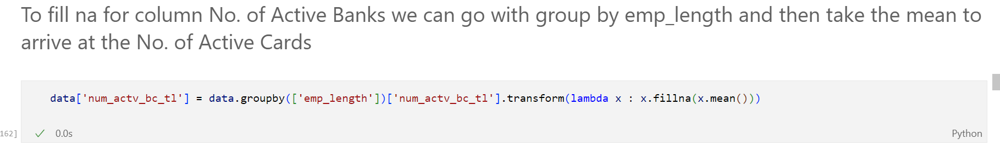 To fill na for column No. of Active Banks we can go with group by emp_length and then take the mean to
arrive at the No. of Active Cards
data['num_actv_bc_tl'] = data.groupby(['emp_length'])['num_actv_bc_tl'].transform(lambda x : x.fillna(x.mean()))
162] ✓ 0.0s Python